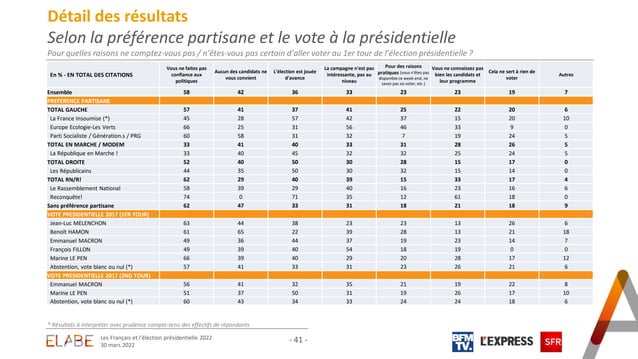 Détail des résultats
Selon la préférence partisane et le vote à la présidentielle
Pour quelles raisons ne comptez-vous pas / n'êtes-vous pas certain d'aller voter au 1er tour de l'élection présidentielle ?
En % - EN TOTAL DES CITATIONS | Vous ne faites pas confiance aux politiques | Aucun des candidats ne vous convient | L'élection est jouée d'avance | La campagne n'est pas intéressante, pas au niveau | Pour des raisons pratiques (vous n'êtes pas disponible ce week-end, ne savez pas où voter, etc.) | Vous ne connaissez pas bien les candidats et leur programme | Cela ne sert à rien de voter | Autres
Ensemble 58 42 36 33 23 23 19 7
PREFERENCE PARTISANE
TOTAL GAUCHE 57 41 37 41 25 22 20 6
La France Insoumise (*) 45 28 57 42 37 15 20 10
Europe Ecologie-Les Verts 66 25 31 56 46 33 9 0
Parti Socialiste / Génération.s / PRG 60 58 31 32 7 19 24 5
TOTAL EN MARCHE / MODEM 33 41 40 33 31 28 26 5
La République en Marche ! 33 40 45 32 32 25 24 5
TOTAL DROITE 52 40 50 30 28 15 17 0
Les Républicains 44 35 50 30 32 15 14 0
TOTAL RN/R! 62 29 40 39 15 33 17 4
Le Rassemblement National 58 39 29 40 16 23 16 6
Reconquête! 74 0 71 35 12 61 18 0
Sans préférence partisane 62 47 33 31 18 21 18 9
VOTE PRESIDENTIELLE 2017 (1ER TOUR)
Jean-Luc MELENCHON 63 44 38 23 23 13 26 6
Benoît HAMON 61 65 22 39 28 13 21 18
Emmanuel MACRON 49 36 44 37 19 23 14 7
François FILLON 49 39 40 54 18 19 0 0
Marine LE PEN 66 39 40 29 20 28 17 12
Abstention, vote blanc ou nul (*) 57 41 33 31 23 26 21 6
VOTE PRESIDENTIELLE 2017 (2ND TOUR)
Emmanuel MACRON 56 41 32 35 21 19 22 8
Marine LE PEN 51 37 50 31 19 26 17 10
Abstention, vote blanc ou nul (*) 60 43 34 33 24 24 18 6
* Résultats à interpréter avec prudence compte-tenu des effectifs de répondants
ELABE
Les Français et l'élection présidentielle 2022
30 mars 2022
- 41 -
BFM TV.
L'EXPRESS
SFR